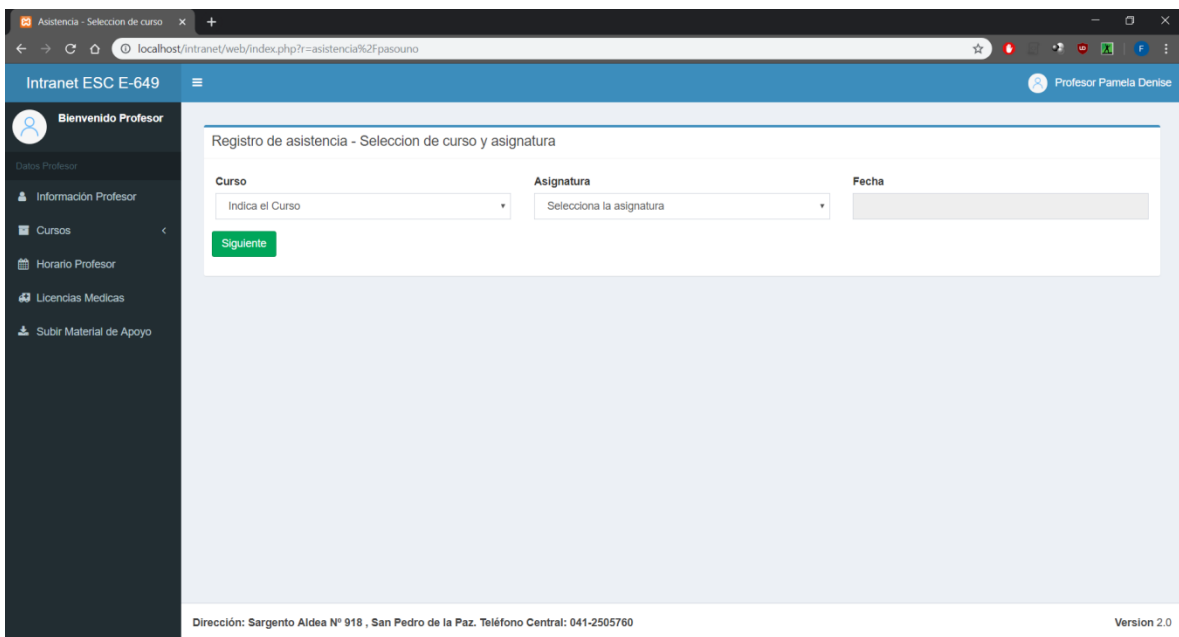 Asistencia - Seleccion de curso
localhost/intranet/web/index.php?r=asistencia%2Fpasouno
Intranet ESC E-649
Profesor Pamela Denise
Bienvenido Profesor
Datos Profesor
Información Profesor
Cursos
Horario Profesor
Licencias Medicas
Subir Material de Apoyo
Registro de asistencia - Seleccion de curso y asignatura
Curso
Asignatura
Fecha
Indica el Curso
Selecciona la asignatura
Siguiente
Dirección: Sargento Aldea Nº 918 , San Pedro de la Paz. Teléfono Central: 041-2505760
Version 2.0